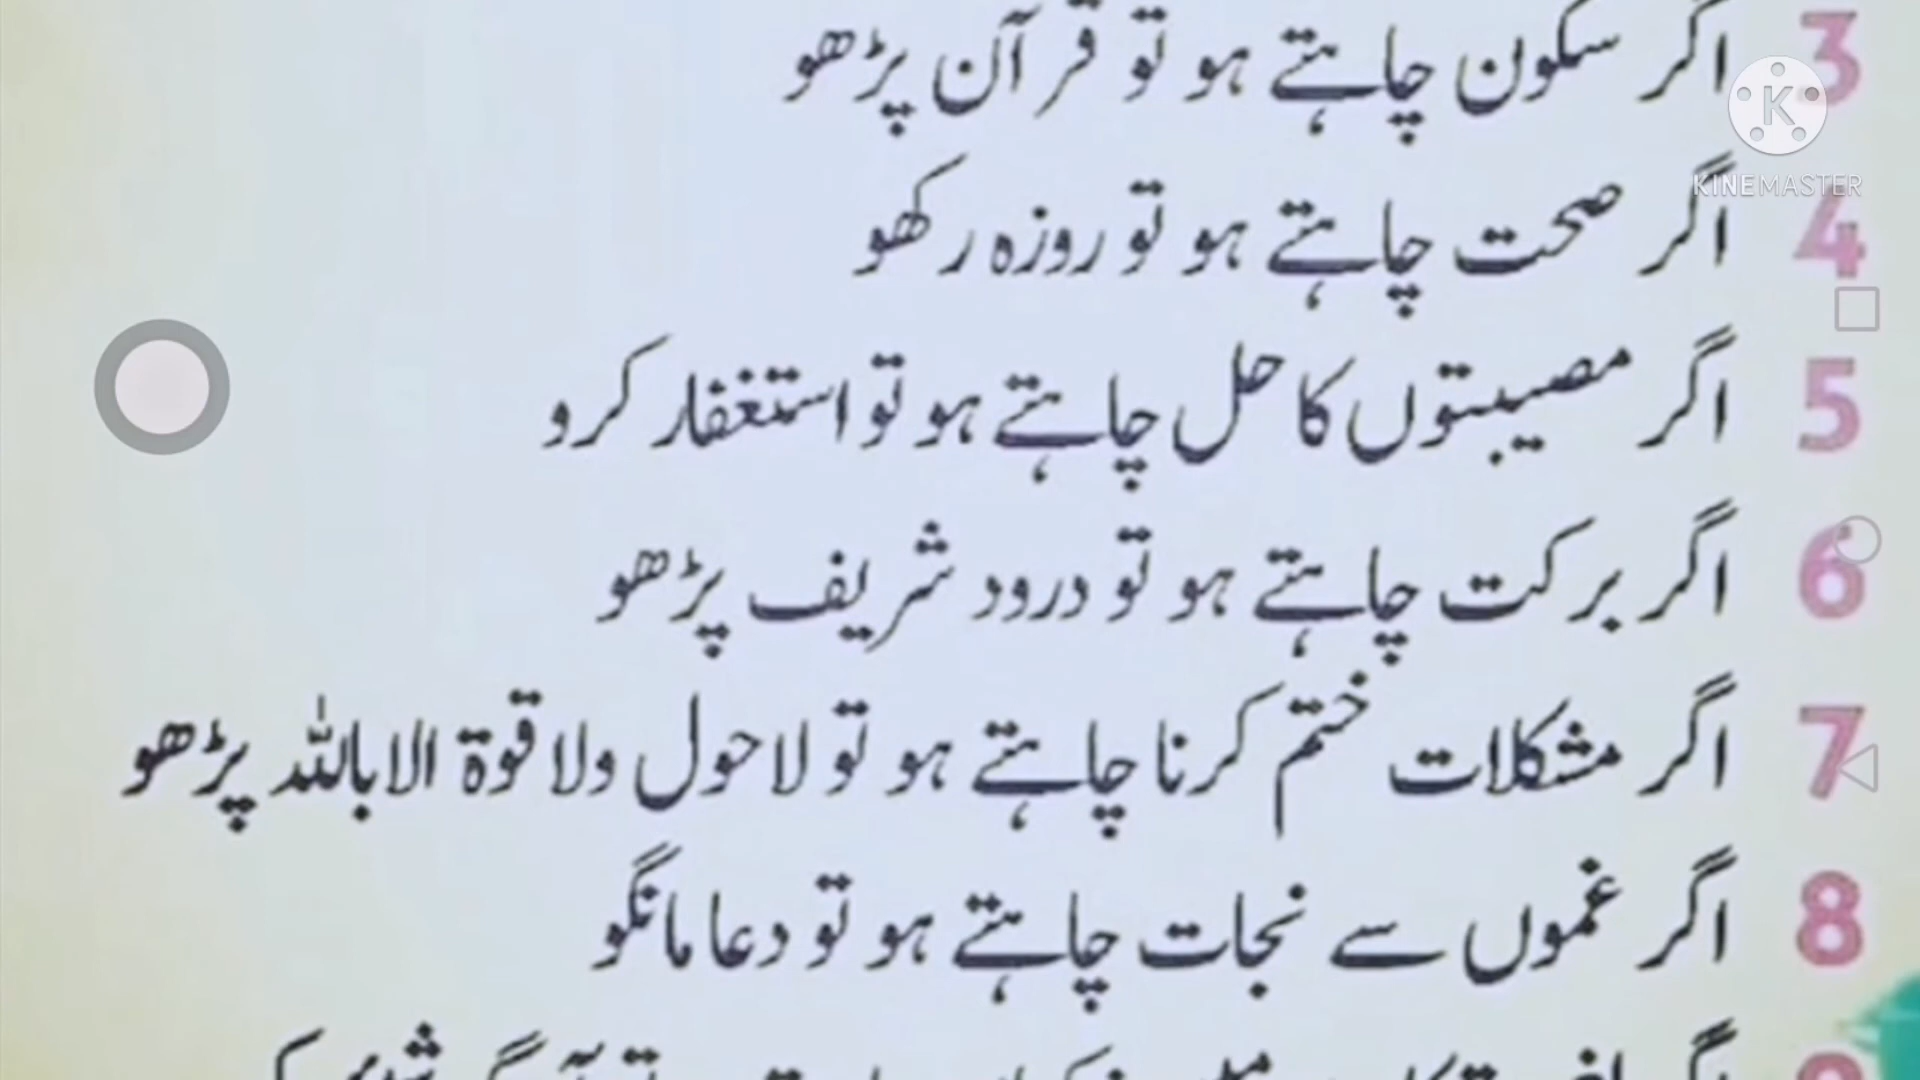 3 اگر سکون چاہتے ہو تو قرآن پڑھو
4 اگر صحت چاہتے ہو تو روزہ رکھو
5 اگر مصیبتوں کا حل چاہتے ہو تو استغفار کرو
6 اگر برکت چاہتے ہو تو درود شریف پڑھو
7 اگر مشکلات ختم کرنا چاہتے ہو تو لاحول ولا قوۃ الا باللہ پڑھو
8 اگر غموں سے نجات چاہتے ہو تو دعا مانگو
K
KINEMASTER